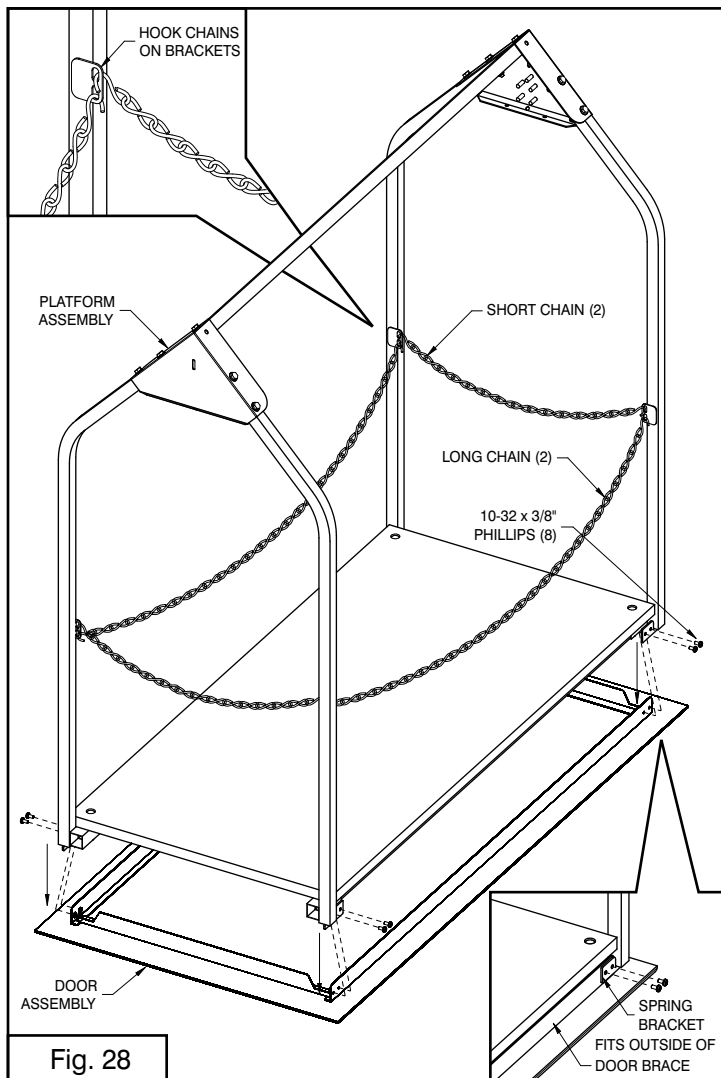 HOOK CHAINS
ON BRACKETS
PLATFORM
ASSEMBLY
SHORT CHAIN (2)
LONG CHAIN (2)
10-32 x 3/8"
PHILLIPS (8)
DOOR
ASSEMBLY
SPRING
BRACKET
FITS OUTSIDE OF
DOOR BRACE
Fig. 28